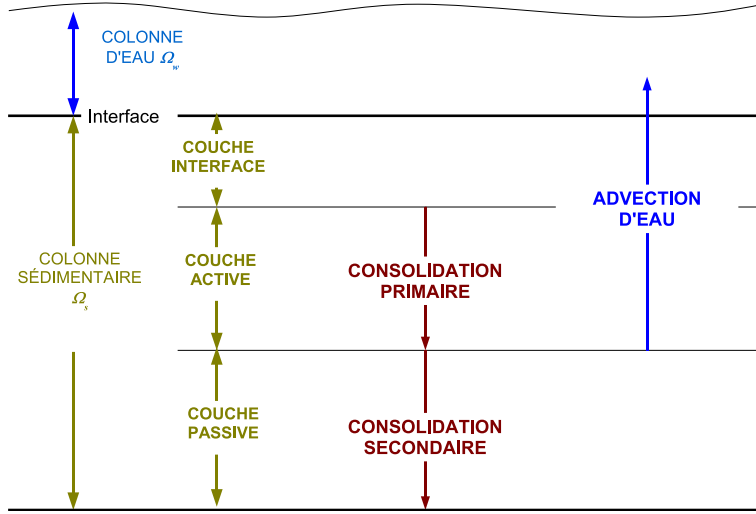 COLONNE
D'EAU Ωw
Interface
COUCHE
INTERFACE
ADVECTION
D'EAU
COLONNE
SÉDIMENTAIRE
Ωs
COUCHE
ACTIVE
CONSOLIDATION
PRIMAIRE
COUCHE
PASSIVE
CONSOLIDATION
SECONDAIRE